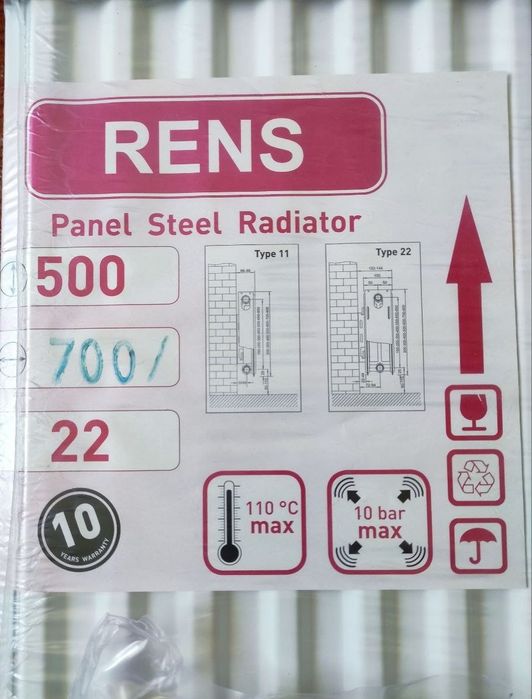 RENS
Panel Steel Radiator
500
700/
22
Type 11
Type 22
10
YEARS WARRANTY
110 °C
max
10 bar
max